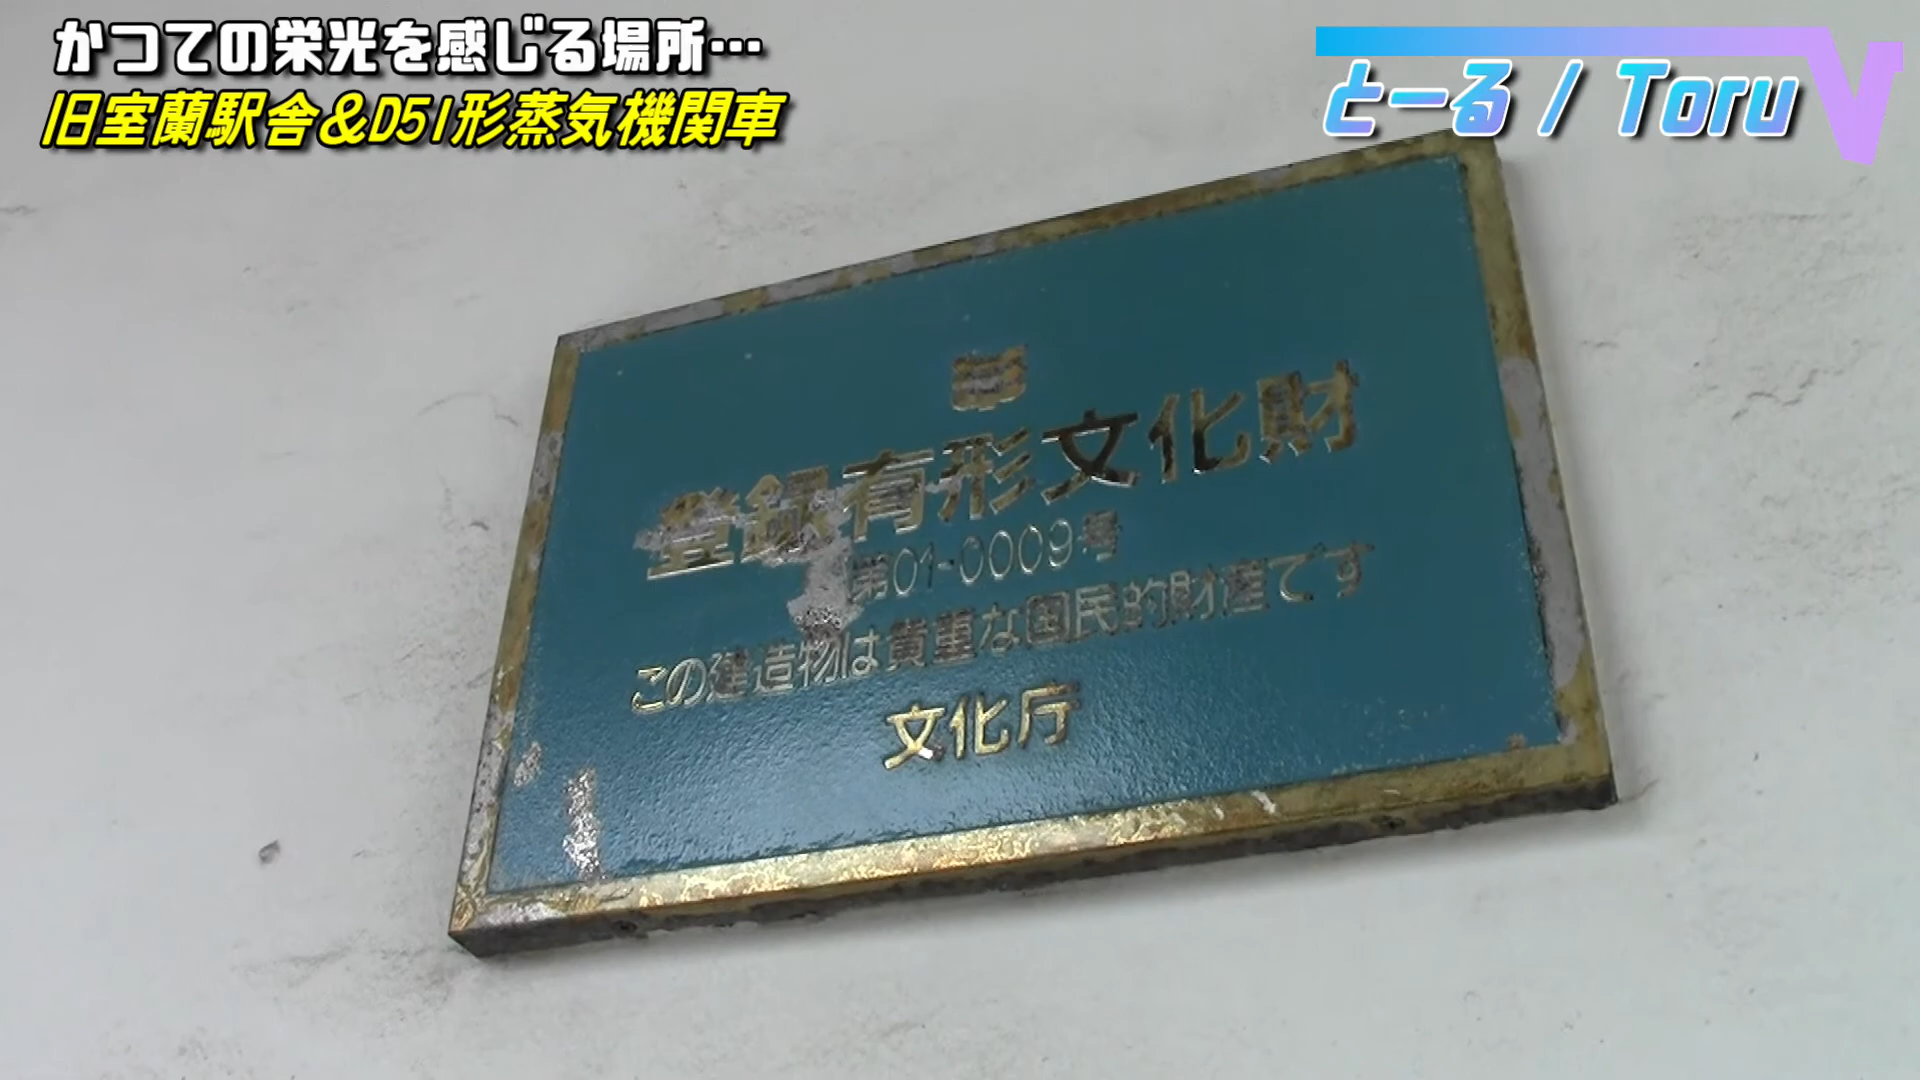 かつての栄光を感じる場所…
旧室蘭駅舎&D51形蒸気機関車
とーる / Toru V
登録有形文化財
第01-0009号
この建造物は貴重な国民的財産です
文化庁